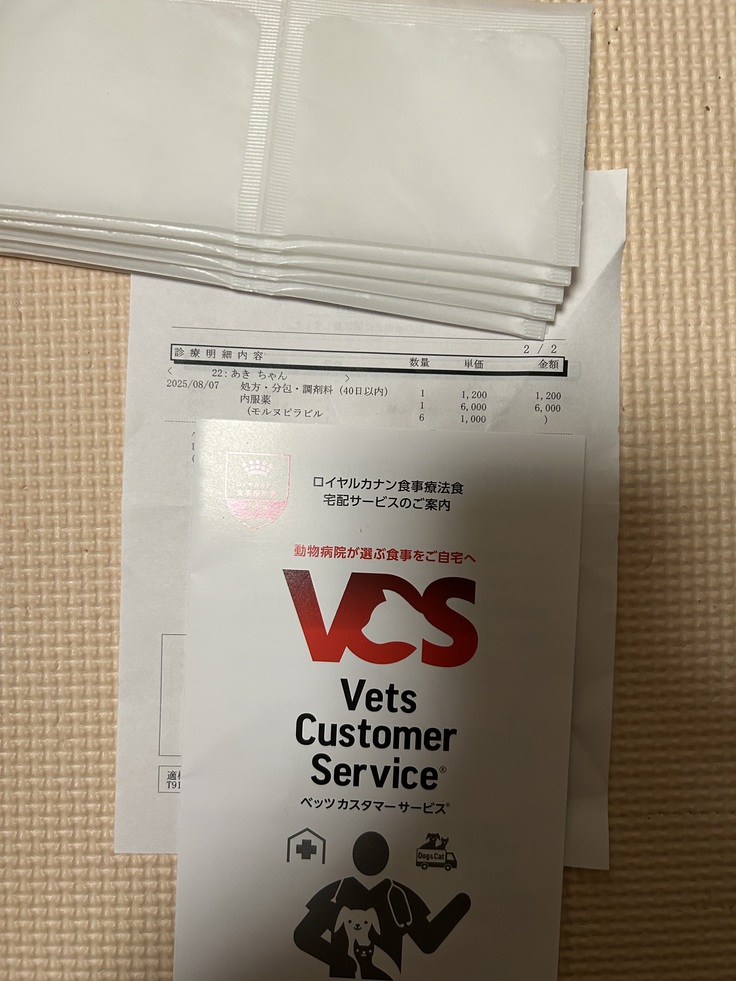 2 / 2
診療明細内容 数量 単価 金額
< 22:あき ちゃん >
2025/08/07 処方・分包・調剤料(40日以内) 1 1,200 1,200
内服薬 1 6,000 6,000
(モルヌピラビル 6 1,000 )
ロイヤルカナン食事療法食
宅配サービスのご案内
動物病院が選ぶ食事をご自宅へ
VCS
Vets
Customer
Service®
ベッツ カスタマーサービス®
Dog&Cat
T91